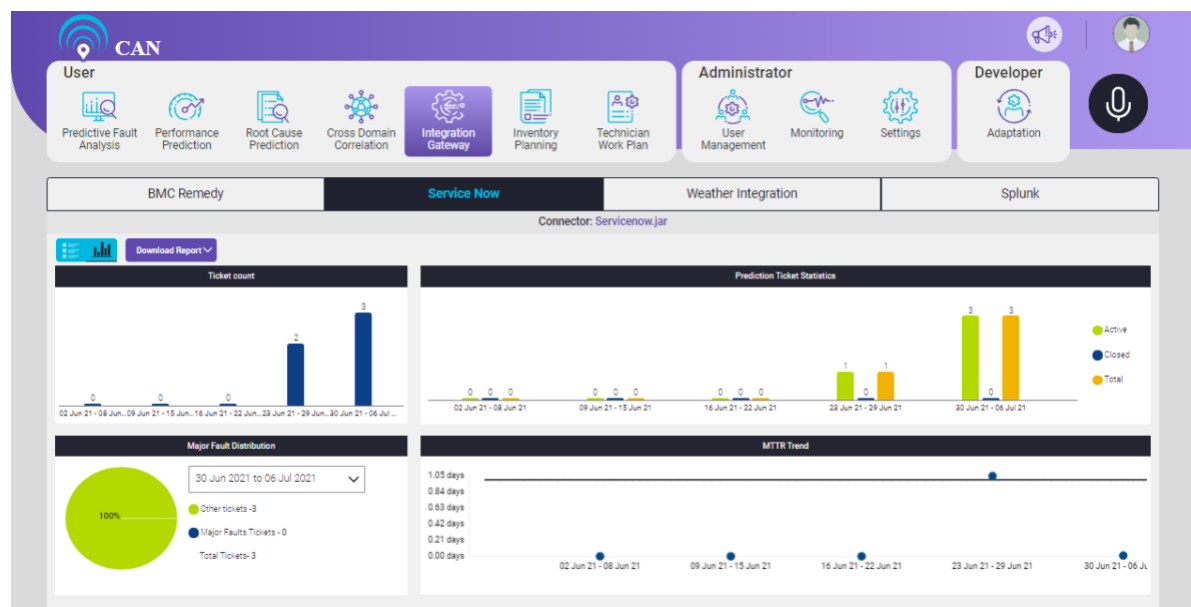 CAN
User
Administrator
Developer
Predictive Fault Analysis
Performance Prediction
Root Cause Prediction
Cross Domain Correlation
Integration Gateway
Inventory Planning
Technician Work Plan
User Management
Monitoring
Settings
Adaptation
BMC Remedy
Service Now
Weather Integration
Splunk
Connector: Servicenow.jar
Download Report
Ticket count
3
2
0 0 0
02 Jun 21 - 08 Jun... 09 Jun 21 - 15 Jun... 16 Jun 21 - 22 Jun... 23 Jun 21 - 29 Jun... 30 Jun 21 - 06 Jul ...
Prediction Ticket Statistics
3 3
1 1
0 0 0 0 0 0 0 0 0 0 0
02 Jun 21 - 08 Jun 21 09 Jun 21 - 15 Jun 21 16 Jun 21 - 22 Jun 21 23 Jun 21 - 29 Jun 21 30 Jun 21 - 06 Jul 21
Active
Closed
Total
Major Fault Distribution
30 Jun 2021 to 06 Jul 2021
100%
Other tickets -3
Major Faults Tickets - 0
Total Tickets- 3
MTTR Trend
1.05 days
0.84 days
0.63 days
0.42 days
0.21 days
0.00 days
02 Jun 21 - 08 Jun 21 09 Jun 21 - 15 Jun 21 16 Jun 21 - 22 Jun 21 23 Jun 21 - 29 Jun 21 30 Jun 21 - 06 Ju